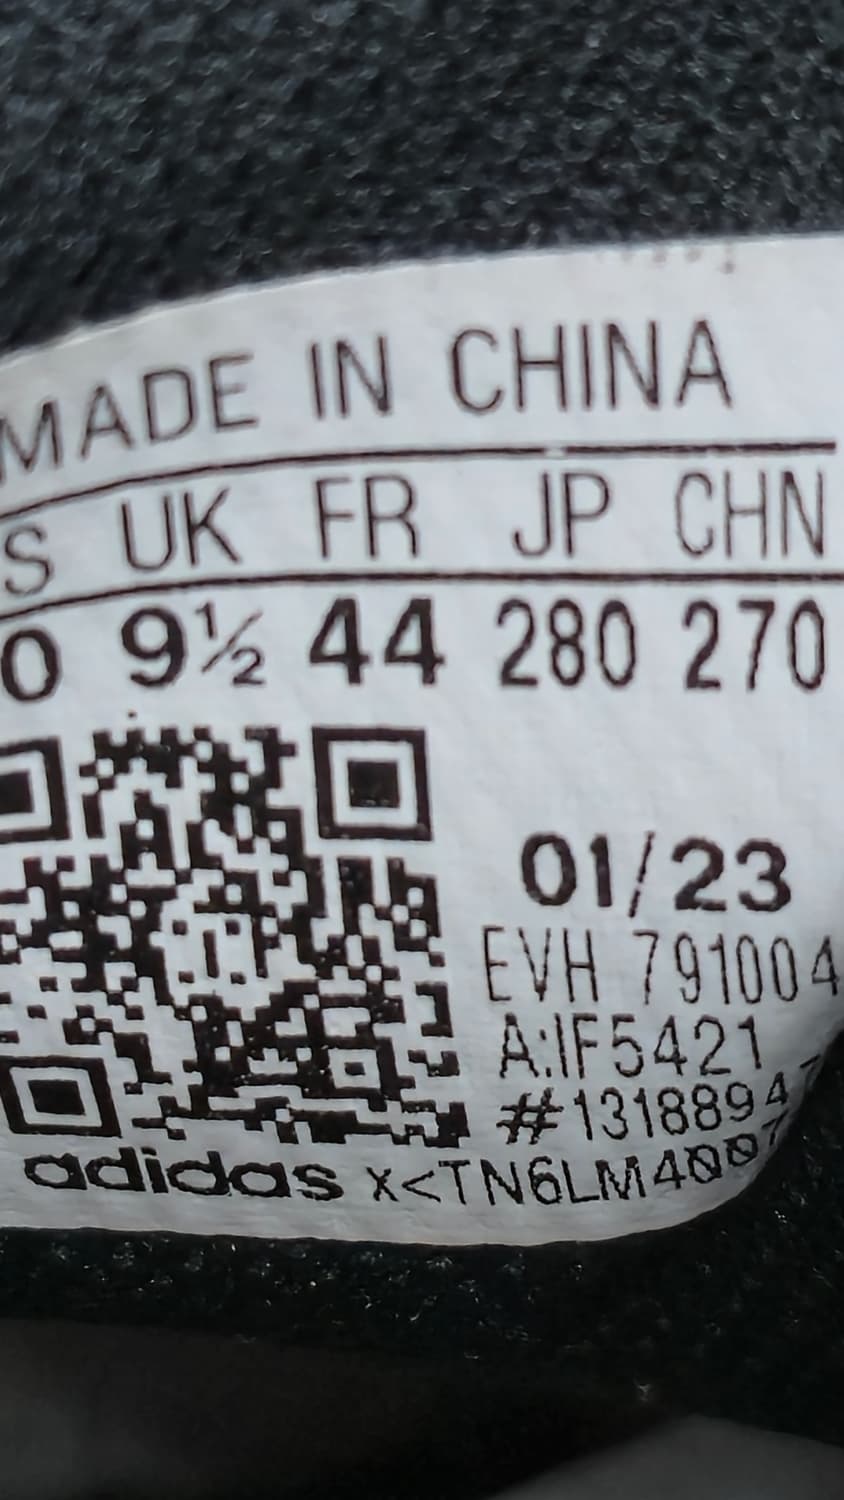 MADE IN CHINA
S UK FR JP CHN
0 9½ 44 280 270
01/23
EVH 791004
A:IF5421
#1318894
adidas X<TN6LM4007